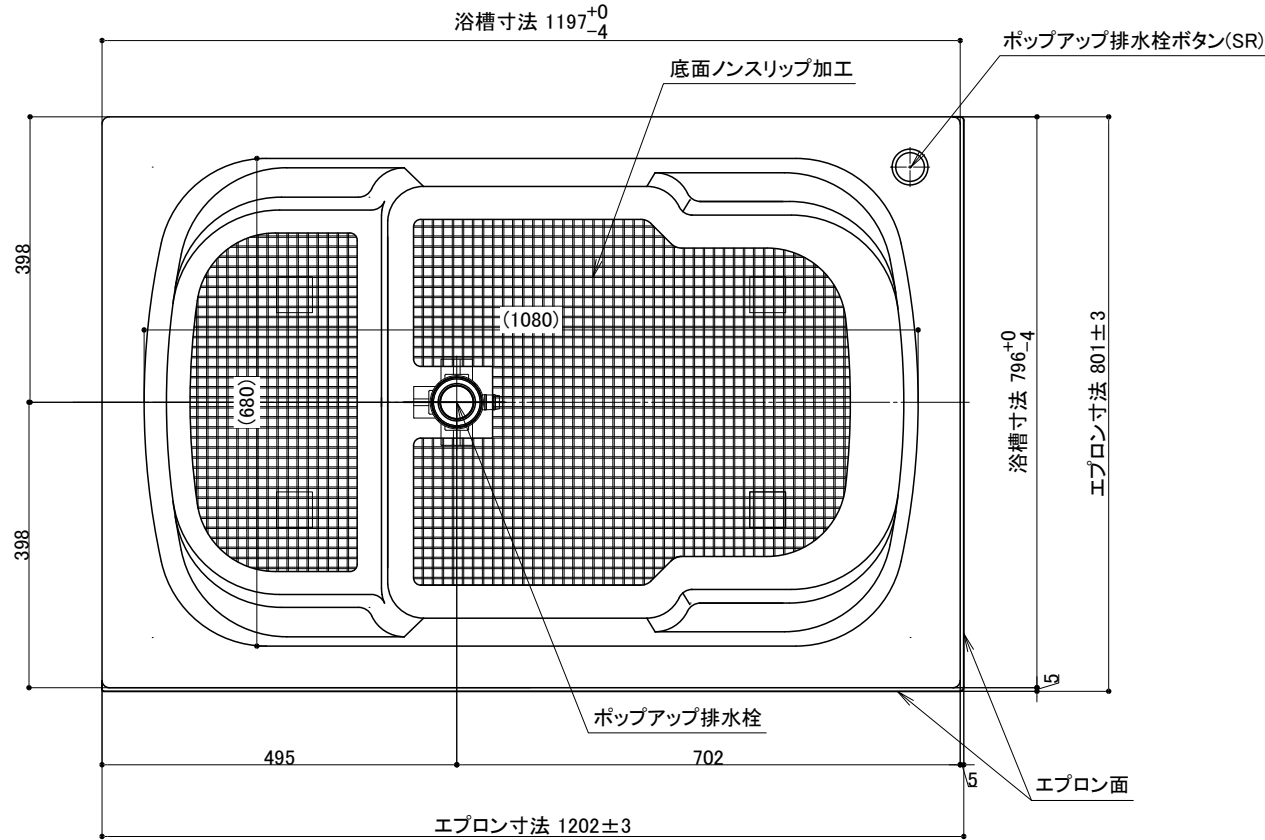 浴槽寸法 1197+0-4
ポップアップ排水栓ボタン(SR)
底面ノンスリップ加工
398
(1080)
(680)
浴槽寸法 796+0-4
エプロン寸法 801±3
398
5
ポップアップ排水栓
495
702
5
エプロン面
エプロン寸法 1202±3